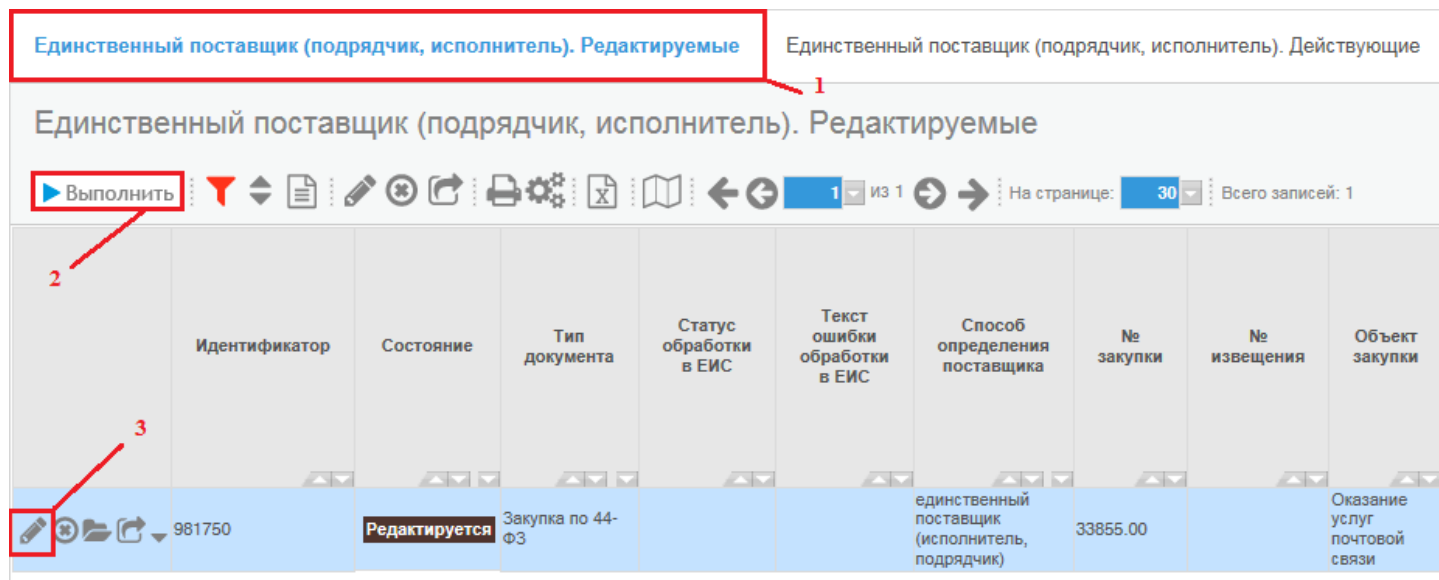 Единственный поставщик (подрядчик, исполнитель). Редактируемые Единственный поставщик (подрядчик, исполнитель). Действующие
1
Единственный поставщик (подрядчик, исполнитель). Редактируемые
Выполнить 1 из 1 На странице: 30 Всего записей: 1
2
Идентификатор
Состояние
Тип
документа
Статус
обработки
в ЕИС
Текст
ошибки
обработки
в ЕИС
Способ
определения
поставщика
№
закупки
№
извещения
Объект
закупки
3
981750
Редактируется
Закупка по 44-
ФЗ
единственный
поставщик
(исполнитель,
подрядчик)
33855.00
Оказание
услуг
почтовой
связи